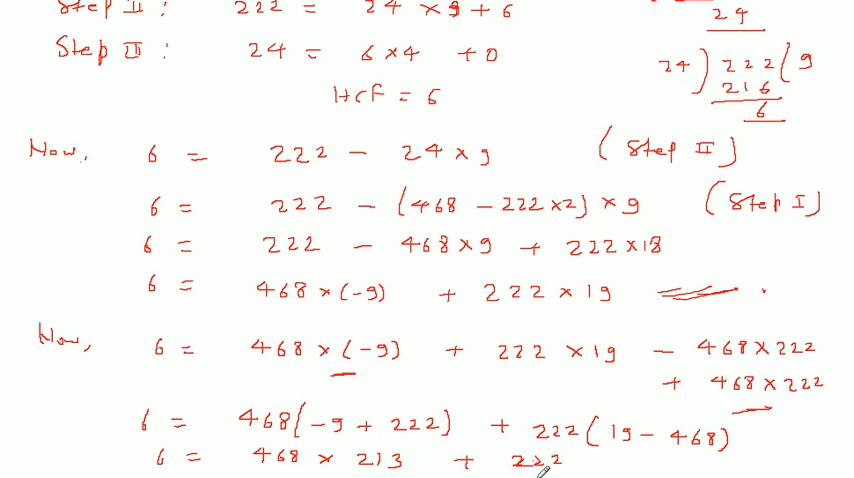 Step II : 222 = 24 × 9 + 6
24
Step III : 24 = 6 × 4 + 0
24 ) 222 ( 9
216
6
HCF = 6
Now, 6 = 222 - 24 × 9 (Step II)
6 = 222 - (468 - 222 × 2) × 9 (Step I)
6 = 222 - 468 × 9 + 222 × 18
6 = 468 × (-9) + 222 × 19
Now, 6 = 468 × (-9) + 222 × 19 - 468 × 222
+ 468 × 222
6 = 468(-9 + 222) + 222(19 - 468)
6 = 468 × 213 + 222